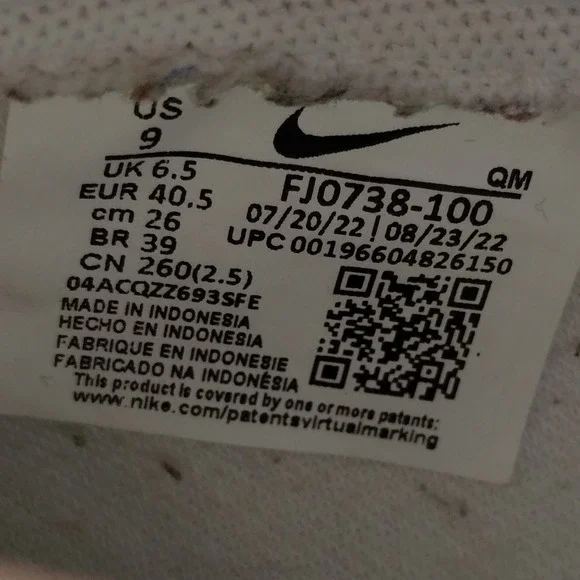 US
9
UK 6.5
EUR 40.5
cm 26
BR 39
CN 260(2.5)
04ACQZZ693SFE
MADE IN INDONESIA
HECHO EN INDONESIA
FABRIQUE EN INDONESIE
FABRICADO NA INDONÉSIA
QM
FJ0738-100
07/20/22 | 08/23/22
UPC 00196604826150
This product is covered by one or more patents:
www.nike.com/patentsvirtualmarking